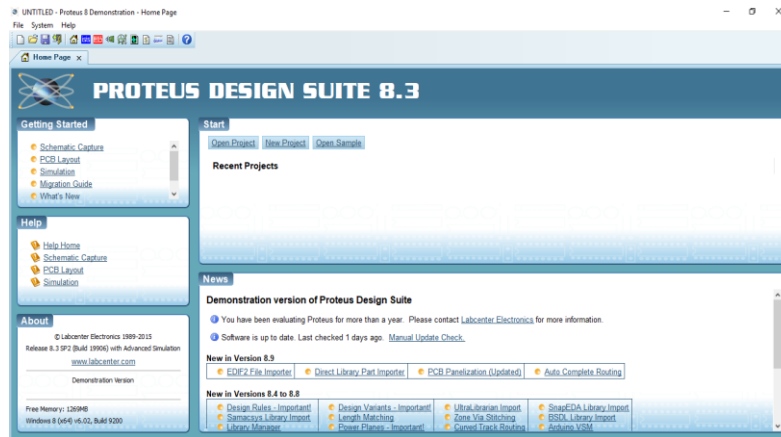 UNTITLED - Proteus 8 Demonstration - Home Page
File System Help
Home Page x
PROTEUS DESIGN SUITE 8.3
Getting Started
Schematic Capture
PCB Layout
Simulation
Migration Guide
What's New
Help
Help Home
Schematic Capture
PCB Layout
Simulation
About
© Labcenter Electronics 1989-2015
Release 8.3 SP2 (Build 19906) with Advanced Simulation
www.labcenter.com
Demonstration Version
Free Memory: 1269MB
Windows 8 (x64) v6.02, Build 9200
Start
Open Project New Project Open Sample
Recent Projects
News
Demonstration version of Proteus Design Suite
You have been evaluating Proteus for more than a year. Please contact Labcenter Electronics for more information.
Software is up to date. Last checked 1 days ago. Manual Update Check.
New in Version 8.9
EDIF2 File Importer Direct Library Part Importer PCB Panelization (Updated) Auto Complete Routing
New in Versions 8.4 to 8.8
Design Rules - Important! Design Variants - Important! UltraLibrarian Import SnapEDA Library Import
Samacsys Library Import Length Matching Zone Via Stitching BSDL Library Import
Library Manager Power Planes - Important! Curved Track Routing Arduino VSM